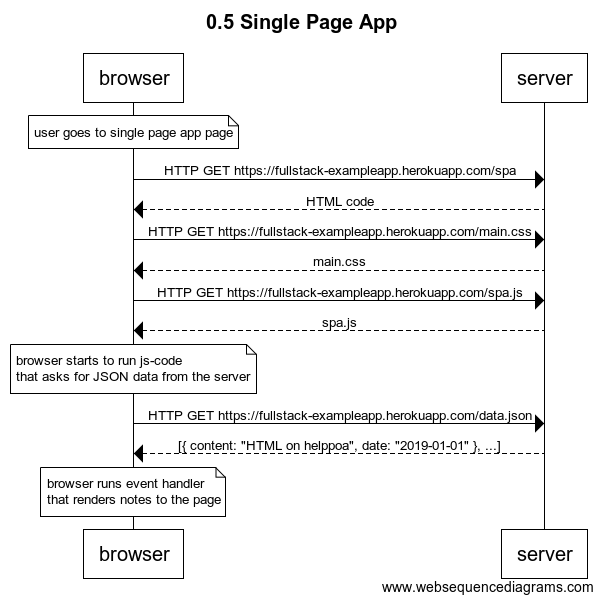 0.5 Single Page App
browser
server
user goes to single page app page
HTTP GET https://fullstack-exampleapp.herokuapp.com/spa
HTML code
HTTP GET https://fullstack-exampleapp.herokuapp.com/main.css
main.css
HTTP GET https://fullstack-exampleapp.herokuapp.com/spa.js
spa.js
browser starts to run js-code
that asks for JSON data from the server
HTTP GET https://fullstack-exampleapp.herokuapp.com/data.json
[{ content: "HTML on helppoa", date: "2019-01-01" }, ...]
browser runs event handler
that renders notes to the page
browser
server
www.websequencediagrams.com